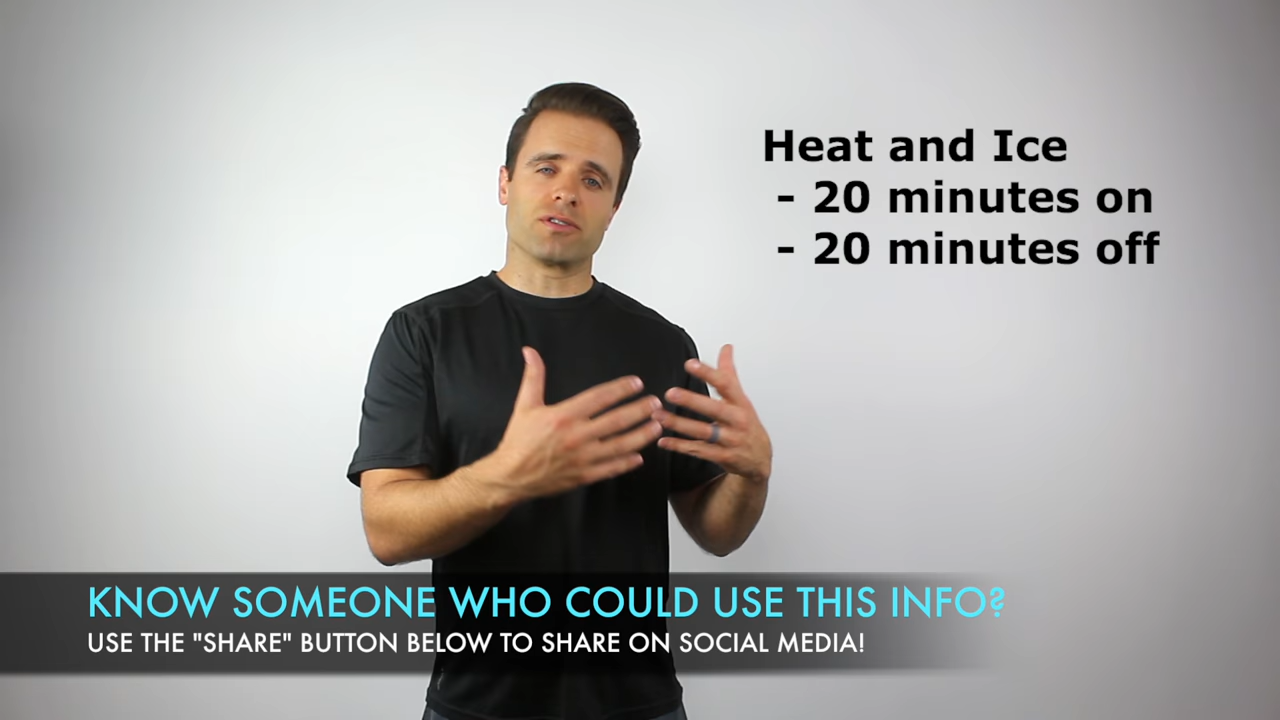 Heat and Ice
- 20 minutes on
- 20 minutes off
KNOW SOMEONE WHO COULD USE THIS INFO?
USE THE "SHARE" BUTTON BELOW TO SHARE ON SOCIAL MEDIA!